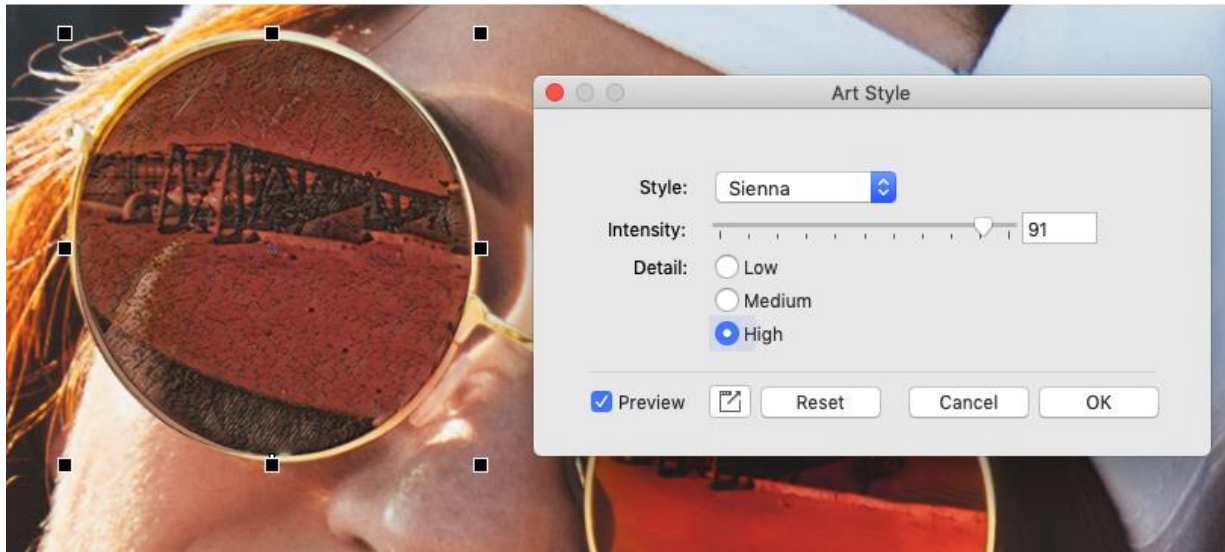 Art Style
Style: Sienna
Intensity: 91
Detail: Low
Medium
High
Preview Reset Cancel OK